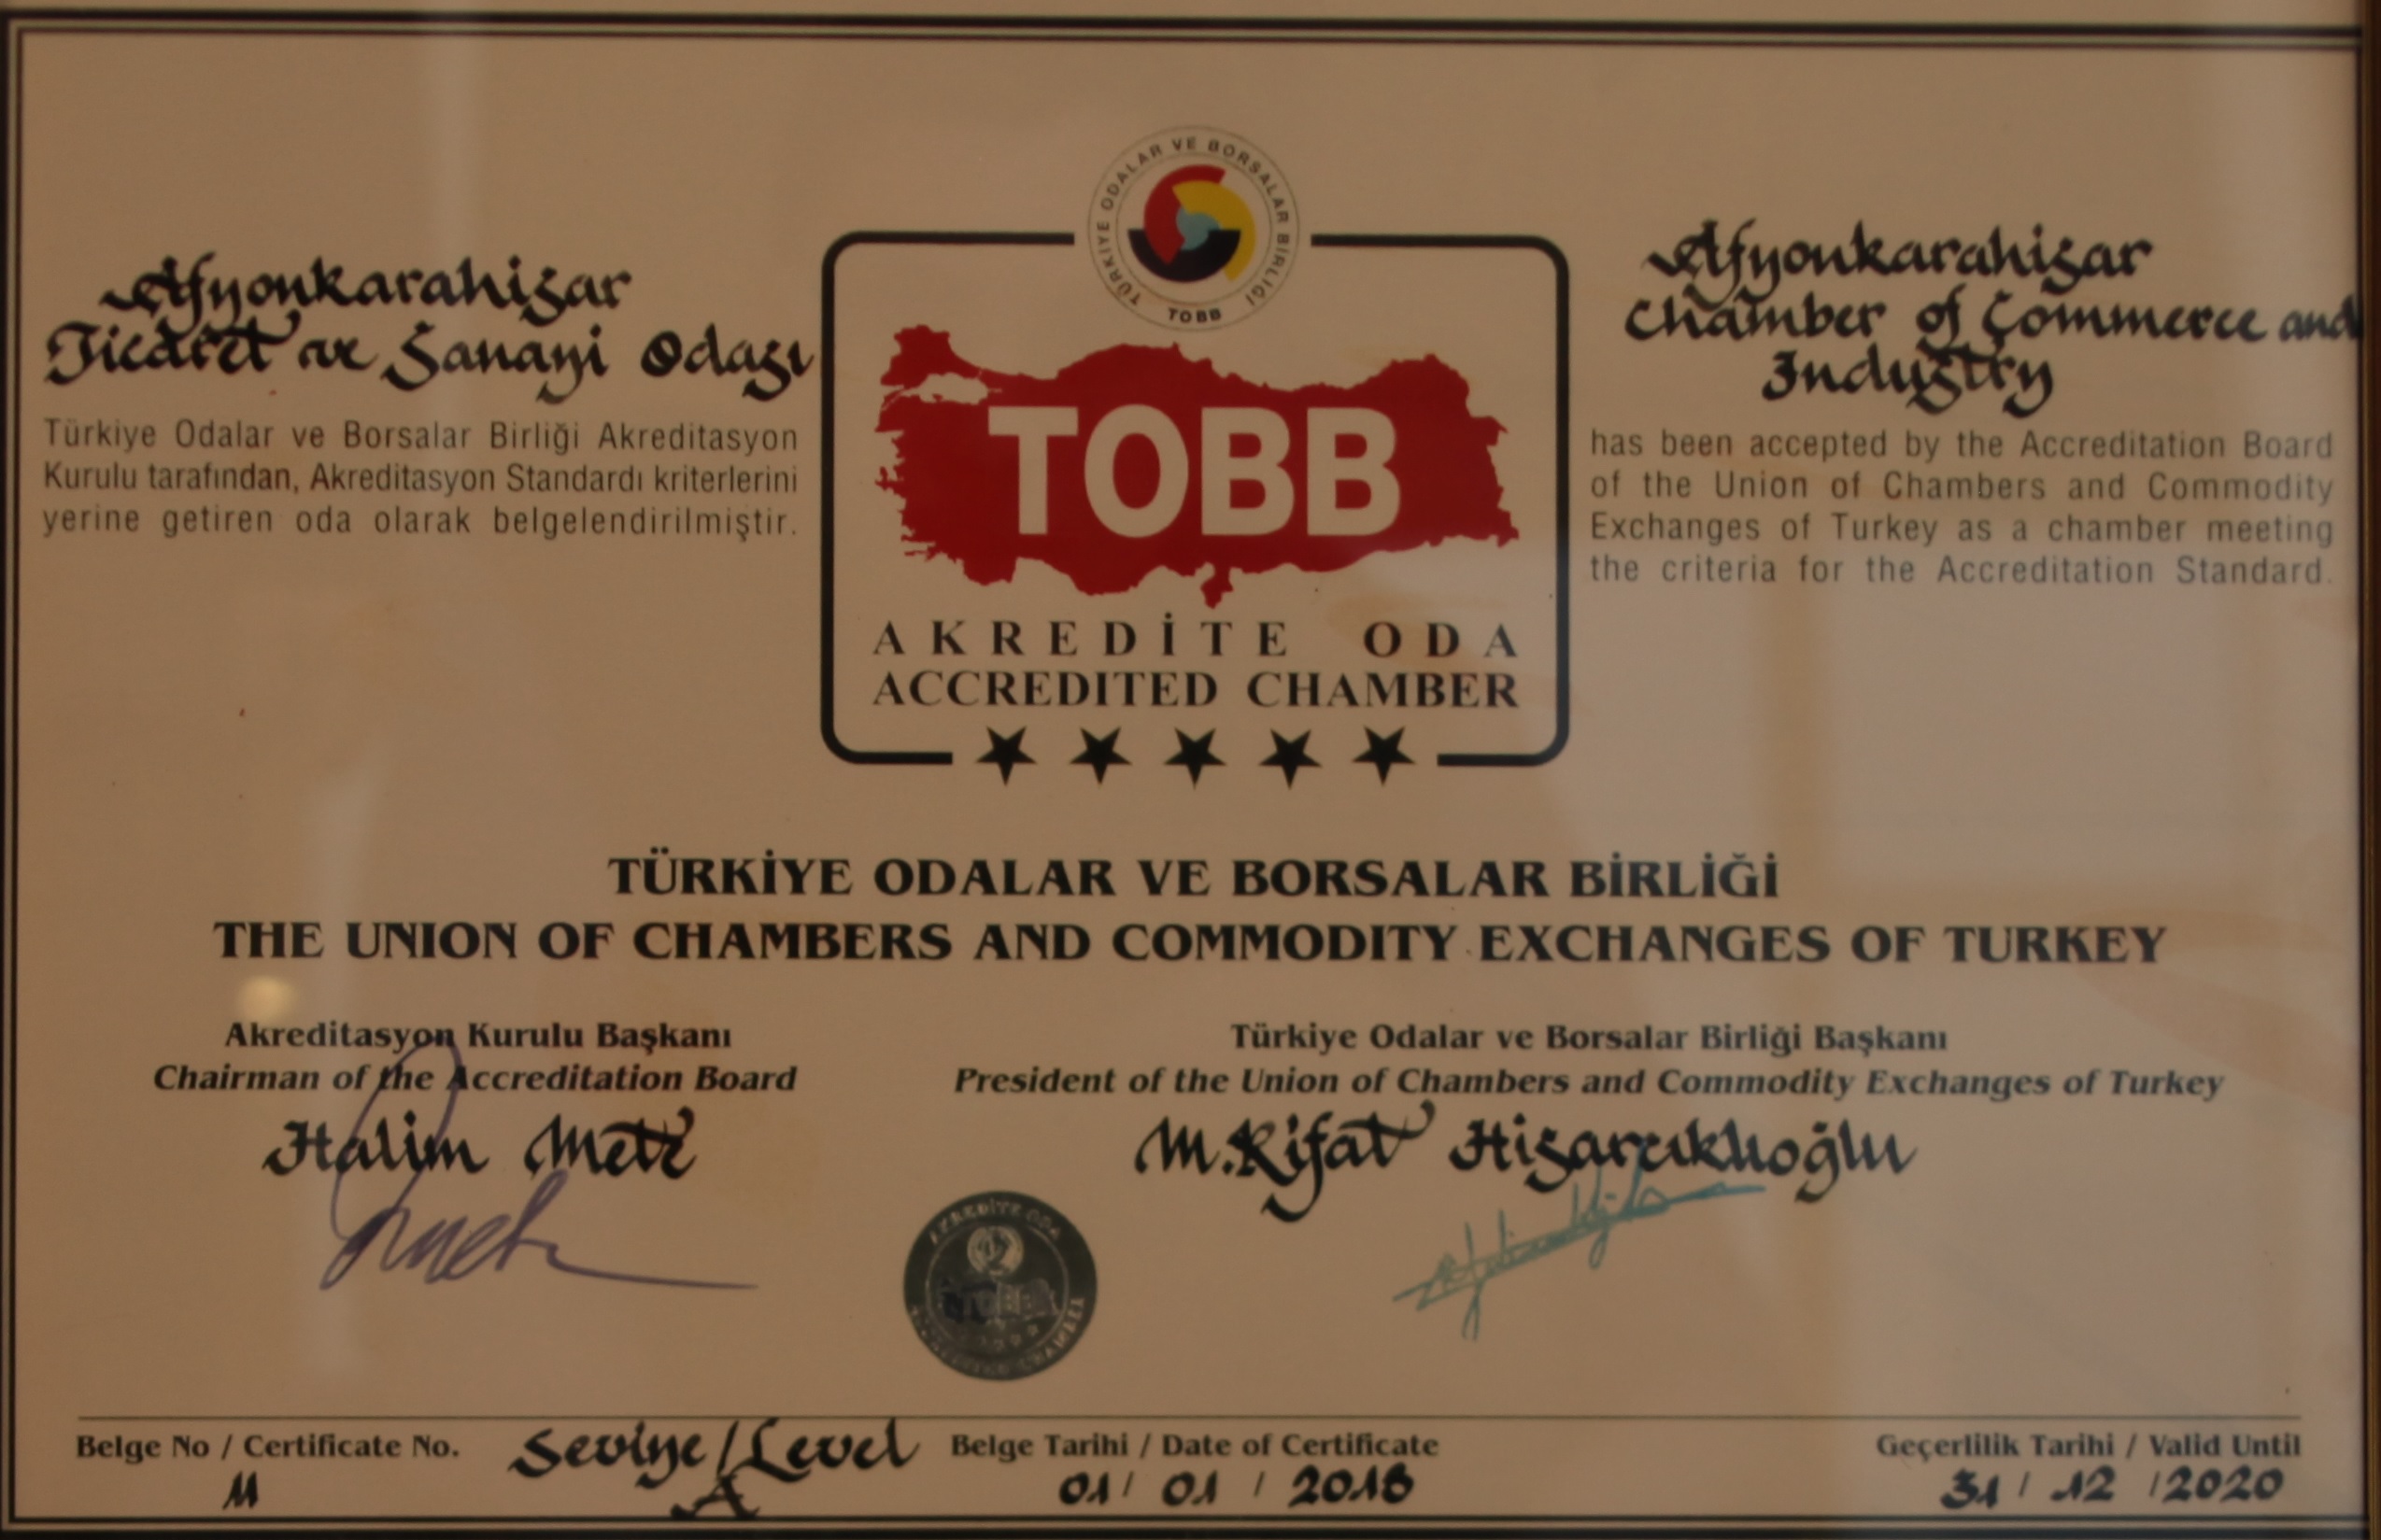 TÜRKİYE ODALAR VE BORSALAR BİRLİĞİ
TOBB
Afyonkarahisar
Ticaret ve Sanayi Odası
Türkiye Odalar ve Borsalar Birliği Akreditasyon
Kurulu tarafından, Akreditasyon Standardı kriterlerini
yerine getiren oda olarak belgelendirilmiştir.
TOBB
AKREDİTE ODA
ACCREDITED CHAMBER
Afyonkarahisar
Chamber of Commerce and
Industry
has been accepted by the Accreditation Board
of the Union of Chambers and Commodity
Exchanges of Turkey as a chamber meeting
the criteria for the Accreditation Standard.
TÜRKİYE ODALAR VE BORSALAR BİRLİĞİ
THE UNION OF CHAMBERS AND COMMODITY EXCHANGES OF TURKEY
Akreditasyon Kurulu Başkanı
Chairman of the Accreditation Board
Halim Mete
Türkiye Odalar ve Borsalar Birliği Başkanı
President of the Union of Chambers and Commodity Exchanges of Turkey
M.Rifat Hisarcıklıoğlu
AKREDİTE ODA
TOBB
ACCREDITED CHAMBER
Belge No / Certificate No.
11
Seviye/Level
A
Belge Tarihi / Date of Certificate
01/ 01 / 2018
Geçerlilik Tarihi / Valid Until
31/ 12 /2020